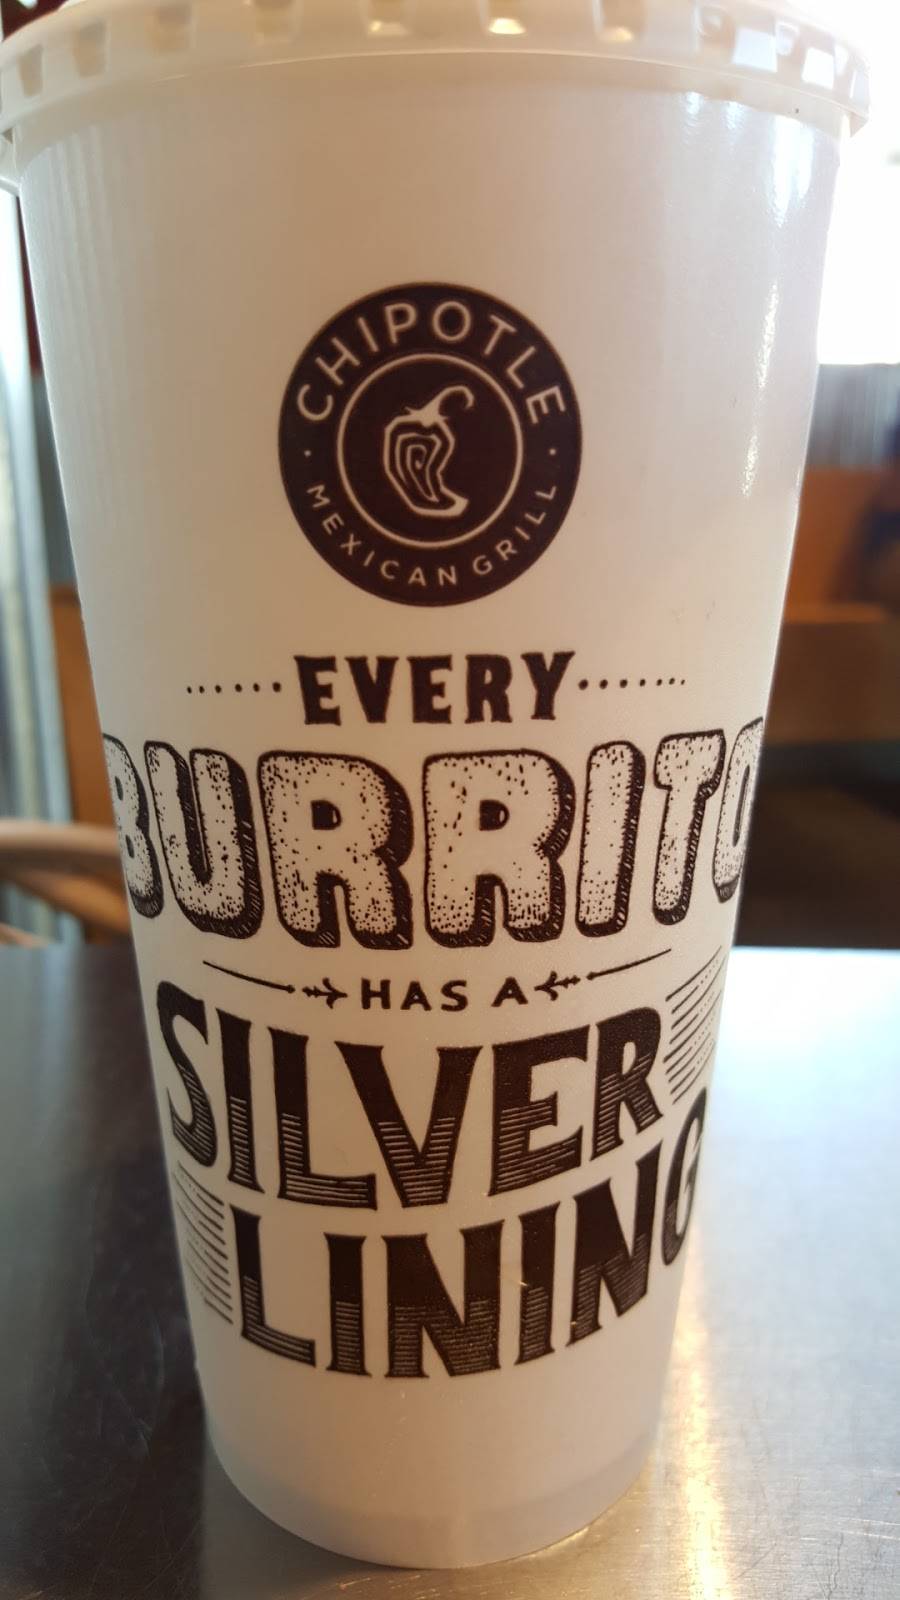 CHIPOTLE
MEXICAN GRILL
EVERY
BURRITO
HAS A
SILVER
LINING